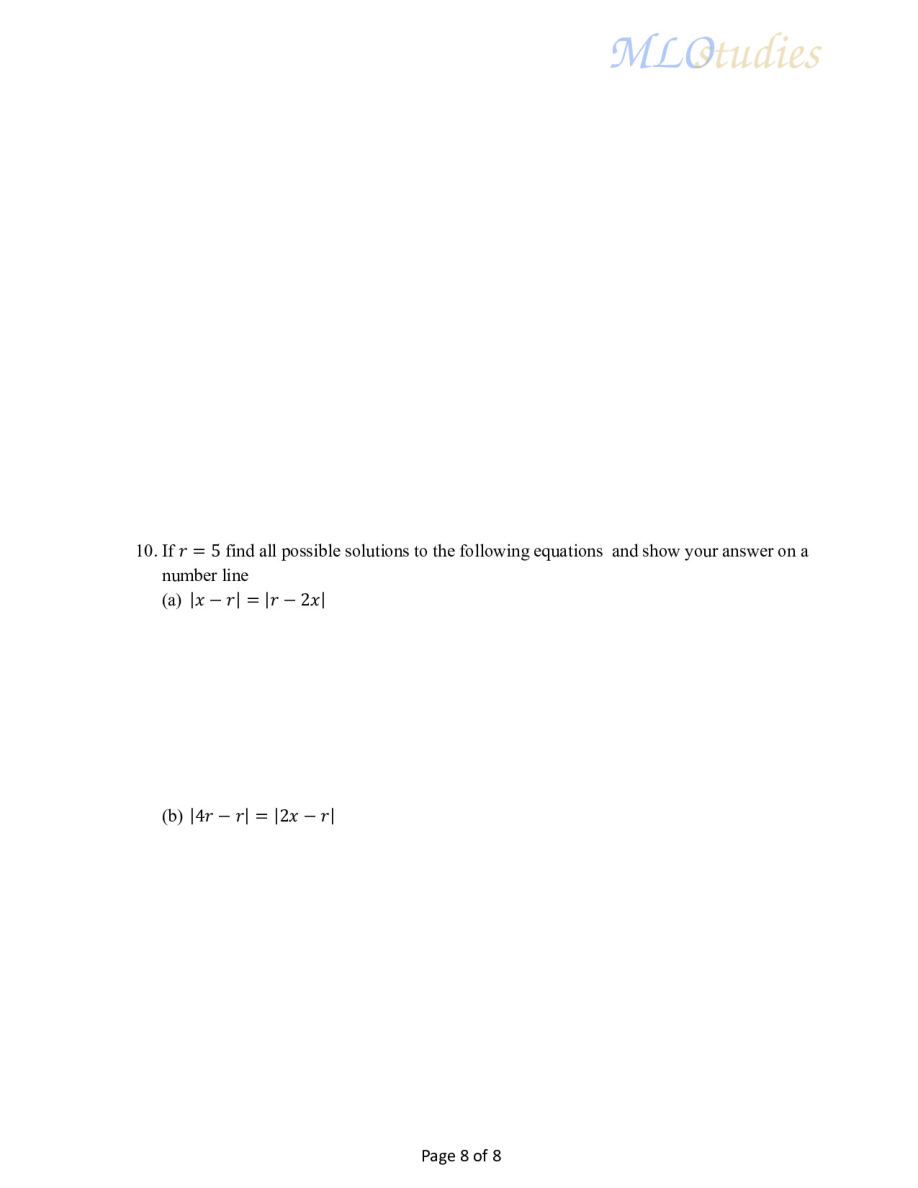 MLOstudies
10. If 𝑟 = 5 find all possible solutions to the following equations and show your answer on a
number line
(a) |𝑥 − 𝑟| = |𝑟 − 2𝑥|
(b) |4𝑟 − 𝑟| = |2𝑥 − 𝑟|
Page 8 of 8